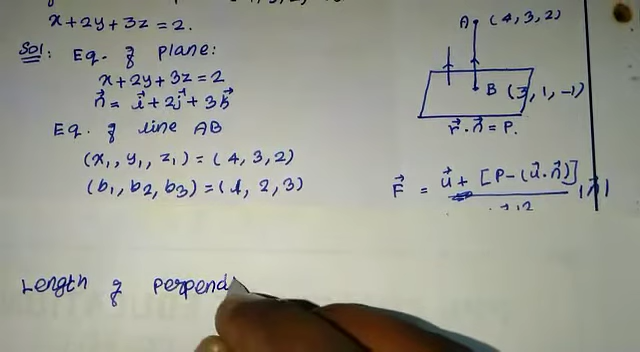 x + 2y + 3z = 2.
Sol: Eq. of plane:
x + 2y + 3z = 2
n⃗ = i⃗ + 2j⃗ + 3k⃗
Eq. of line AB
(x₁, y₁, z₁) = (4, 3, 2)
(b₁, b₂, b₃) = (1, 2, 3)
Length of perpend
A (4, 3, 2)
B (3, 1, -1)
r⃗ . n⃗ = P.
F⃗ = u⃗ + [P - (u⃗ . n⃗)]